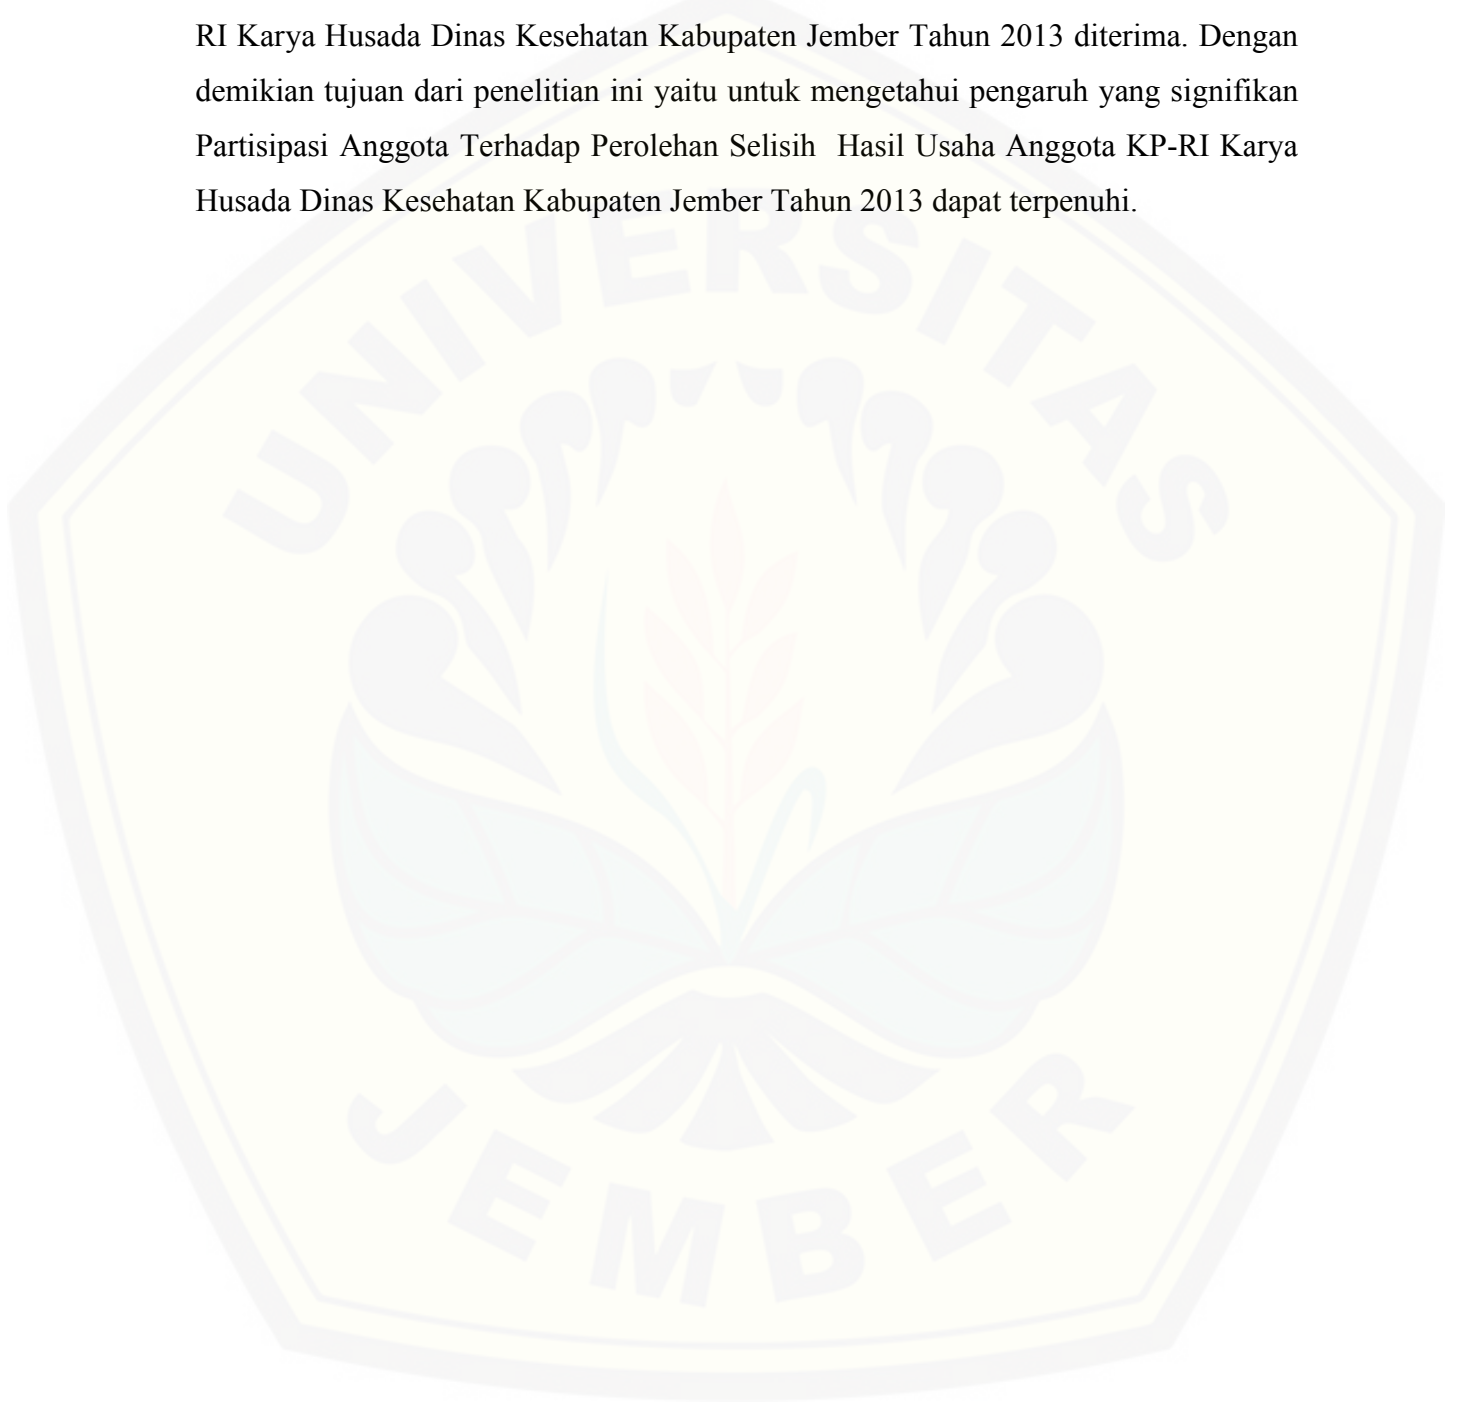 RI Karya Husada Dinas Kesehatan Kabupaten Jember Tahun 2013 diterima. Dengan
demikian tujuan dari penelitian ini yaitu untuk mengetahui pengaruh yang signifikan
Partisipasi Anggota Terhadap Perolehan Selisih  Hasil Usaha Anggota KP-RI Karya
Husada Dinas Kesehatan Kabupaten Jember Tahun 2013 dapat terpenuhi.
UNIVERSITAS
JEMBER